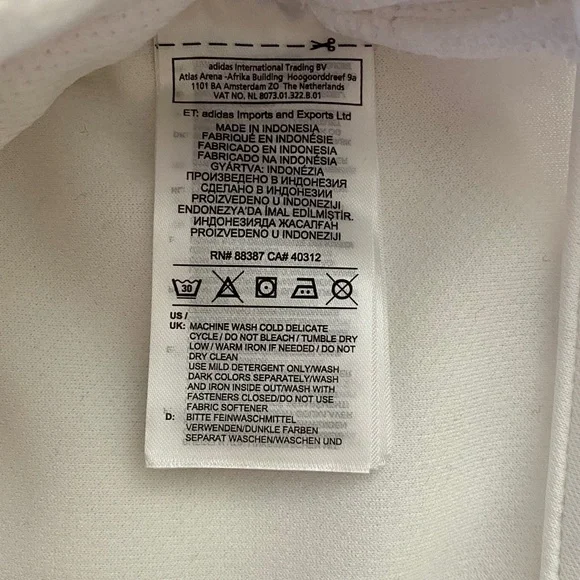 adidas International Trading BV
Atlas Arena -Afrika Building Hoogoorddreef 9a
1101 BA Amsterdam ZO The Netherlands
VAT NO. NL 8073.01.322.B.01
ET: adidas Imports and Exports Ltd
MADE IN INDONESIA
FABRIQUÉ EN INDONÉSIE
FABRICADO EN INDONESIA
FABRICADO NA INDONÉSIA
GYÁRTVA: INDONÉZIA
ПРОИЗВЕДЕНО В ИНДОНЕЗИЯ
СДЕЛАНО В ИНДОНЕЗИИ
PROIZVEDENO U INDONEZIJI
ENDONEZYA'DA İMAL EDİLMİŞTİR.
ИНДОНЕЗИЯДА ЖАСАЛҒАН
PROIZVEDENO U INDONEZIJI
RN# 88387 CA# 40312
30
US /
UK: MACHINE WASH COLD DELICATE
CYCLE / DO NOT BLEACH / TUMBLE DRY
LOW / WARM IRON IF NEEDED / DO NOT
DRY CLEAN
USE MILD DETERGENT ONLY/WASH
DARK COLORS SEPARATELY/WASH
AND IRON INSIDE OUT/WASH WITH
FASTENERS CLOSED/DO NOT USE
FABRIC SOFTENER
D: BITTE FEINWASCHMITTEL
VERWENDEN/DUNKLE FARBEN
SEPARAT WASCHEN/WASCHEN UND